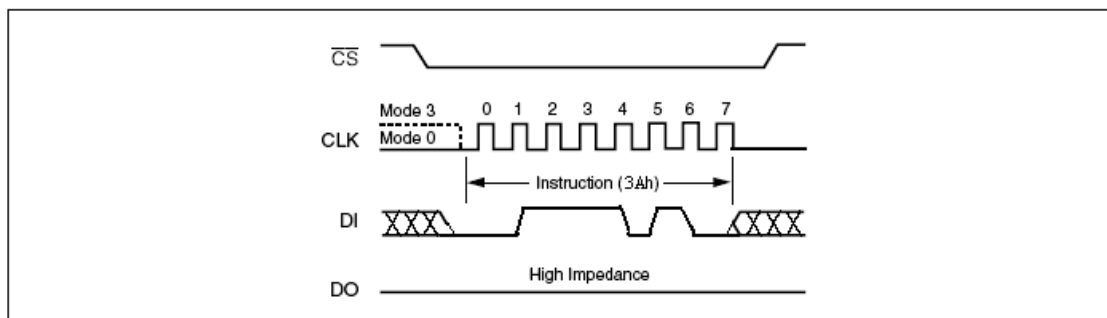 CS
Mode 3
0 1 2 3 4 5 6 7
CLK
Mode 0
Instruction (3Ah)
DI
High Impedance
DO